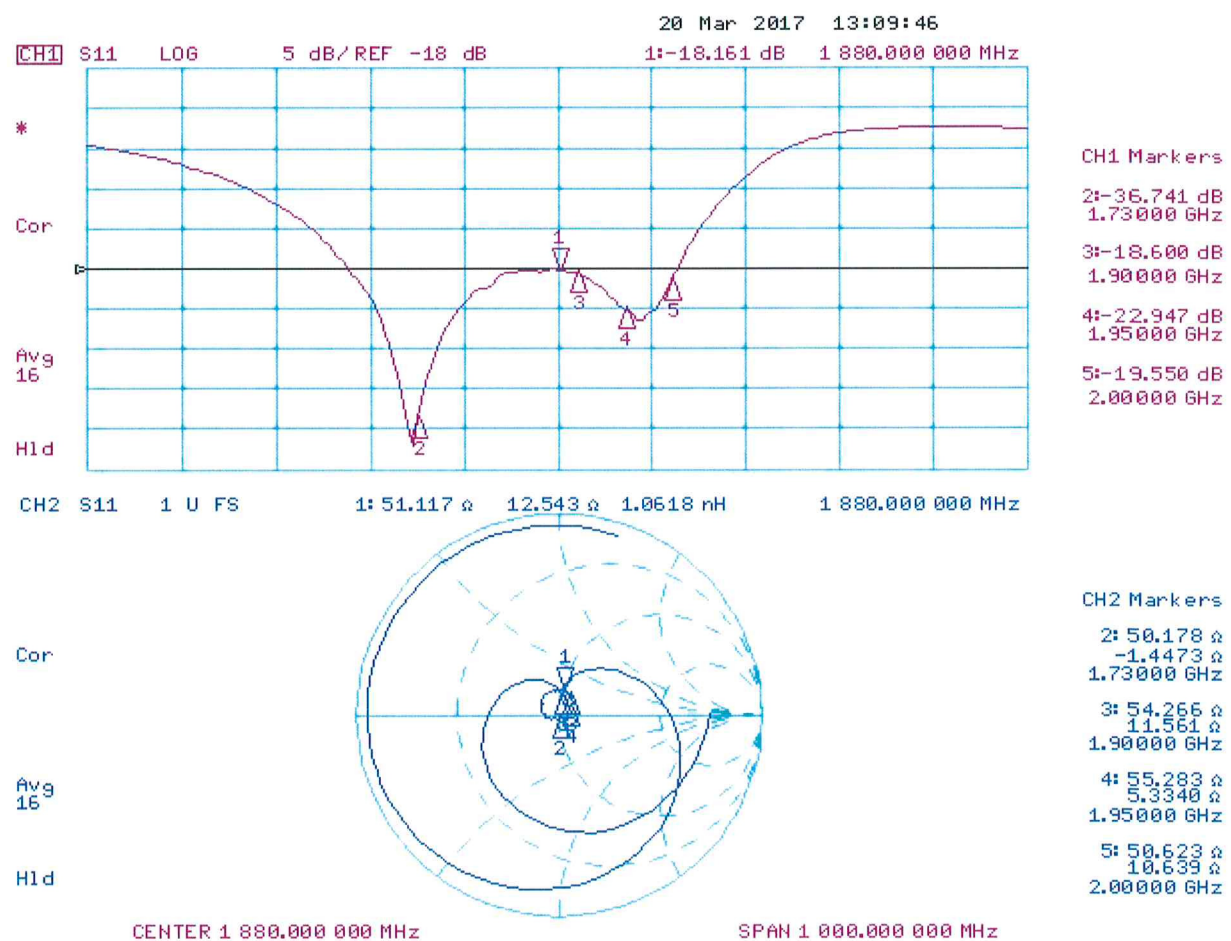 20 Mar 2017 13:09:46
CH1 S11 LOG 5 dB/REF -18 dB 1:-18.161 dB 1 880.000 000 MHz
*
Cor
Avg
16
Hld
1
2
3
4
5
CH1 Markers
2:-36.741 dB
1.73000 GHz
3:-18.600 dB
1.90000 GHz
4:-22.947 dB
1.95000 GHz
5:-19.550 dB
2.00000 GHz
CH2 S11 1 U FS 1: 51.117 Ω 12.543 Ω 1.0618 nH 1 880.000 000 MHz
Cor
Avg
16
Hld
1
2
4
CH2 Markers
2: 50.178 Ω
-1.4473 Ω
1.73000 GHz
3: 54.266 Ω
11.561 Ω
1.90000 GHz
4: 55.283 Ω
5.3340 Ω
1.95000 GHz
5: 50.623 Ω
10.639 Ω
2.00000 GHz
CENTER 1 880.000 000 MHz SPAN 1 000.000 000 MHz